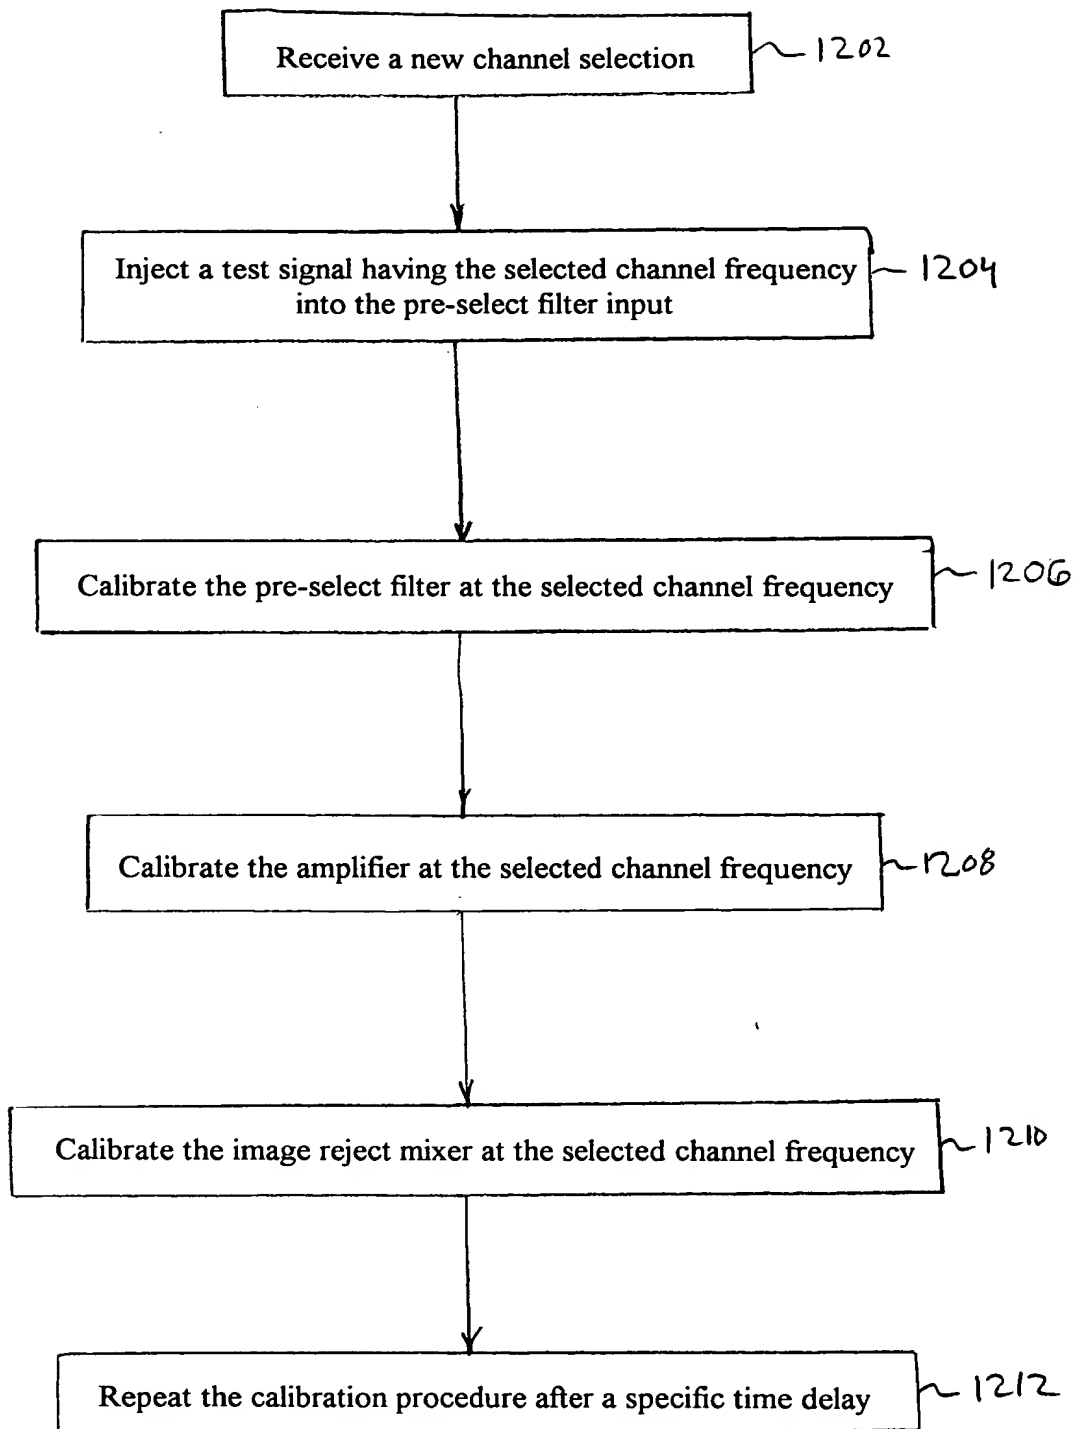 Receive a new channel selection
1202
Inject a test signal having the selected channel frequency
into the pre-select filter input
1204
Calibrate the pre-select filter at the selected channel frequency
1206
Calibrate the amplifier at the selected channel frequency
1208
Calibrate the image reject mixer at the selected channel frequency
1210
Repeat the calibration procedure after a specific time delay
1212